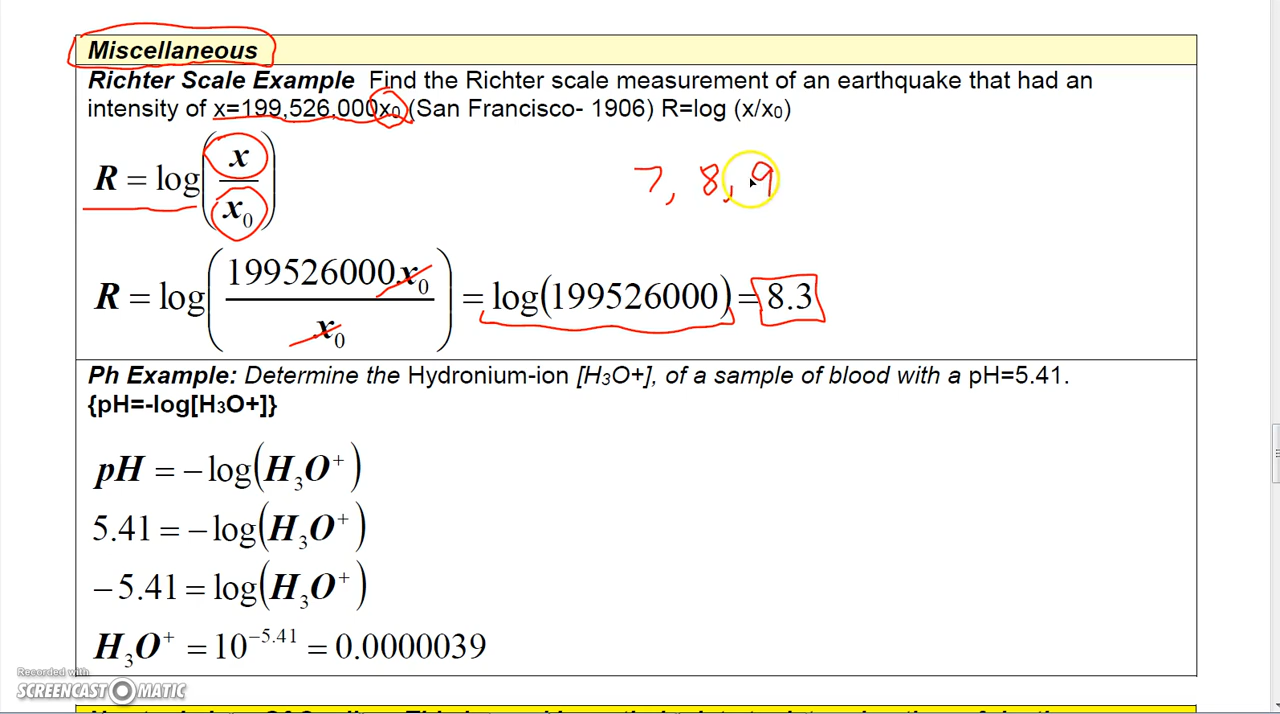 Miscellaneous
Richter Scale Example Find the Richter scale measurement of an earthquake that had an
intensity of x=199,526,000x₀ (San Francisco- 1906) R=log (x/x₀)
R = log(x/x₀)
7, 8, 9
R = log(199526000x₀/x₀) = log(199526000) = 8.3
Ph Example: Determine the Hydronium-ion [H₃O+], of a sample of blood with a pH=5.41.
{pH=-log[H₃O+]}
pH = −log(H₃O⁺)
5.41 = −log(H₃O⁺)
−5.41 = log(H₃O⁺)
H₃O⁺ = 10⁻⁵·⁴¹ = 0.0000039
Recorded with
SCREENCAST-O-MATIC